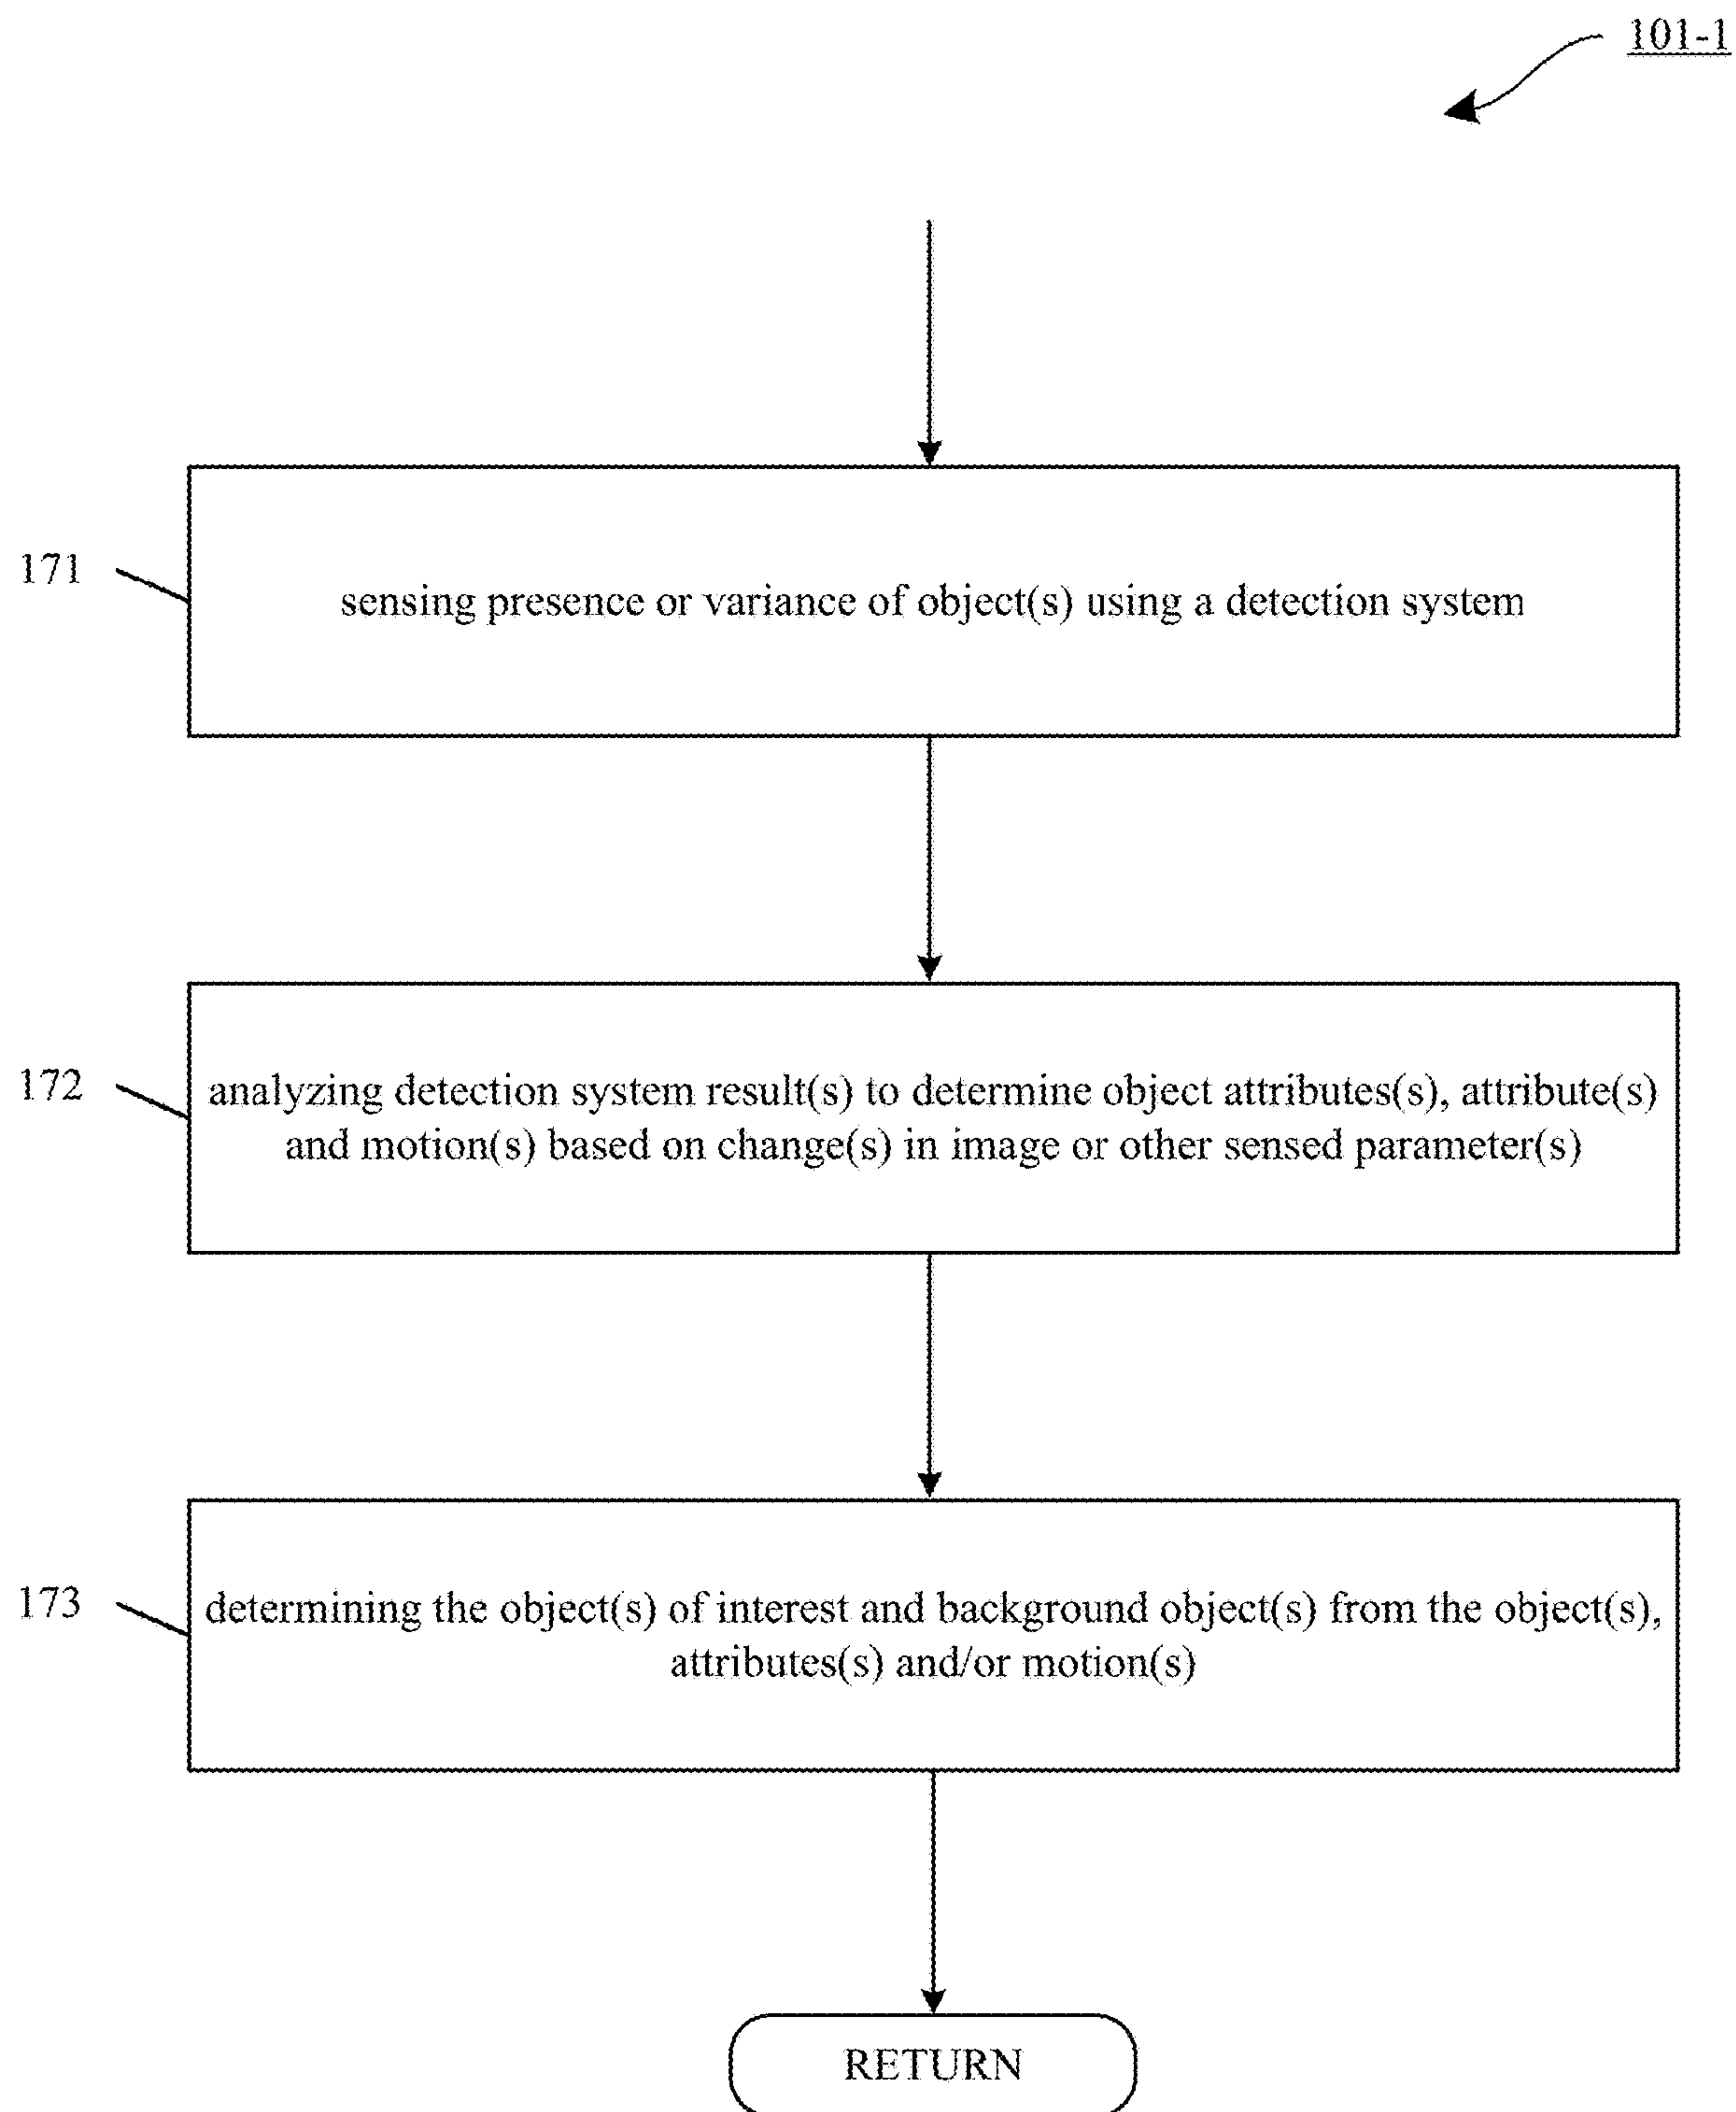 101-1
171
sensing presence or variance of object(s) using a detection system
172
analyzing detection system result(s) to determine object attributes(s), attribute(s)
and motion(s) based on change(s) in image or other sensed parameter(s)
173
determining the object(s) of interest and background object(s) from the object(s),
attributes(s) and/or motion(s)
RETURN